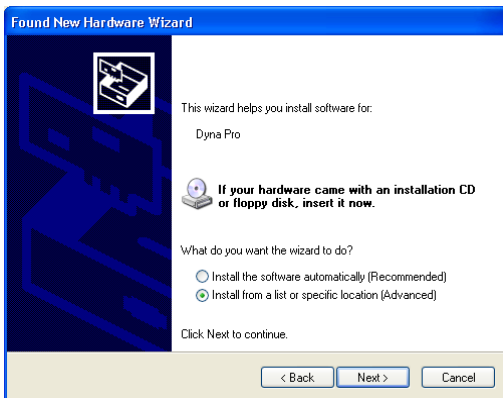 Found New Hardware Wizard
This wizard helps you install software for:
Dyna Pro
If your hardware came with an installation CD
or floppy disk, insert it now.
What do you want the wizard to do?
Install the software automatically (Recommended)
Install from a list or specific location (Advanced)
Click Next to continue.
< Back Next > Cancel